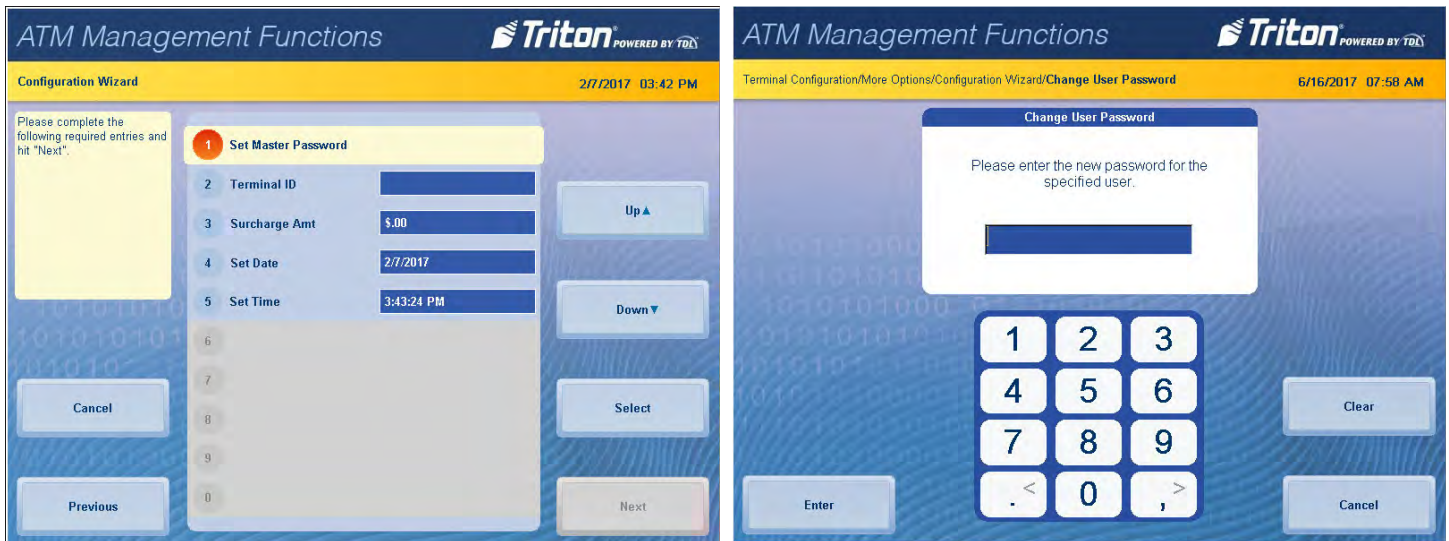 ATM Management Functions
Triton POWERED BY TDL
Configuration Wizard
2/7/2017 03:42 PM
Please complete the
following required entries and
hit "Next".
1 Set Master Password
2 Terminal ID
3 Surcharge Amt $.00
4 Set Date 2/7/2017
5 Set Time 3:43:24 PM
6
7
8
9
0
Up▲
Down▼
Select
Next
Cancel
Previous
ATM Management Functions
Triton POWERED BY TDL
Terminal Configuration/More Options/Configuration Wizard/Change User Password
6/16/2017 07:58 AM
Change User Password
Please enter the new password for the
specified user.
1 2 3
4 5 6
7 8 9
. < 0 , >
Clear
Enter
Cancel